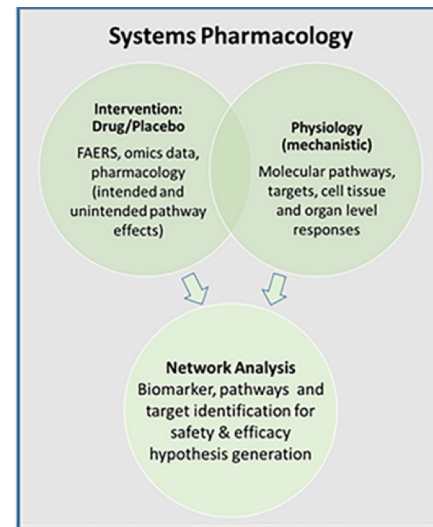 Systems Pharmacology
Intervention:
Drug/Placebo
FAERS, omics data,
pharmacology
(intended and
unintended pathway
effects)
Physiology
(mechanistic)
Molecular pathways,
targets, cell tissue
and organ level
responses
Network Analysis
Biomarker, pathways and
target identification for
safety & efficacy
hypothesis generation